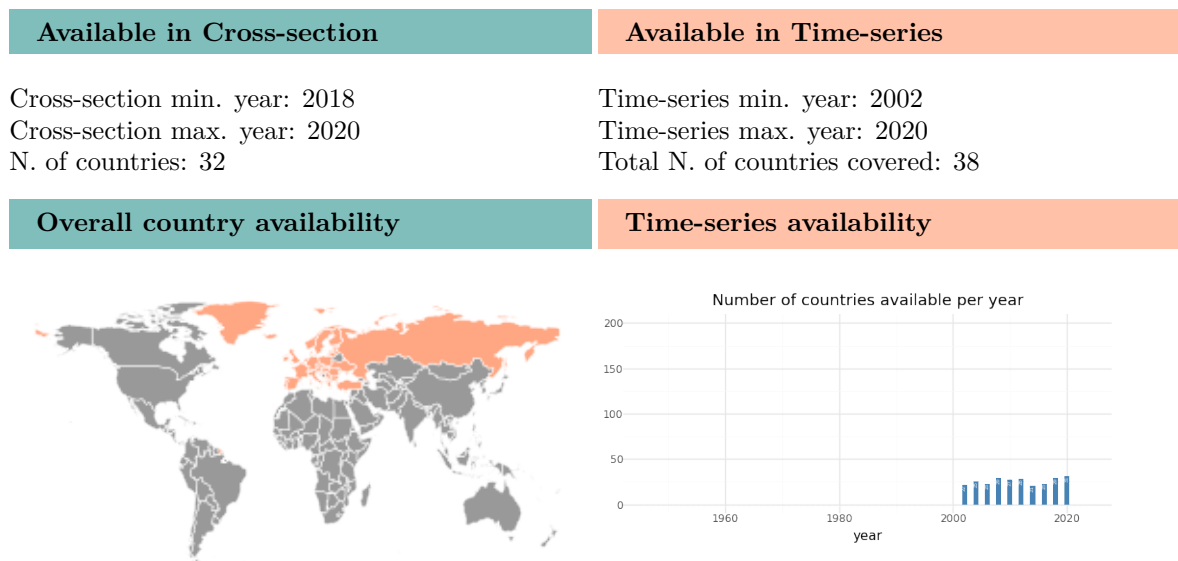 Available in Cross-section
Available in Time-series
Cross-section min. year: 2018
Cross-section max. year: 2020
N. of countries: 32
Time-series min. year: 2002
Time-series max. year: 2020
Total N. of countries covered: 38
Overall country availability
Time-series availability
Number of countries available per year
200
150
100
50
0
1960
1980
2000
2020
year